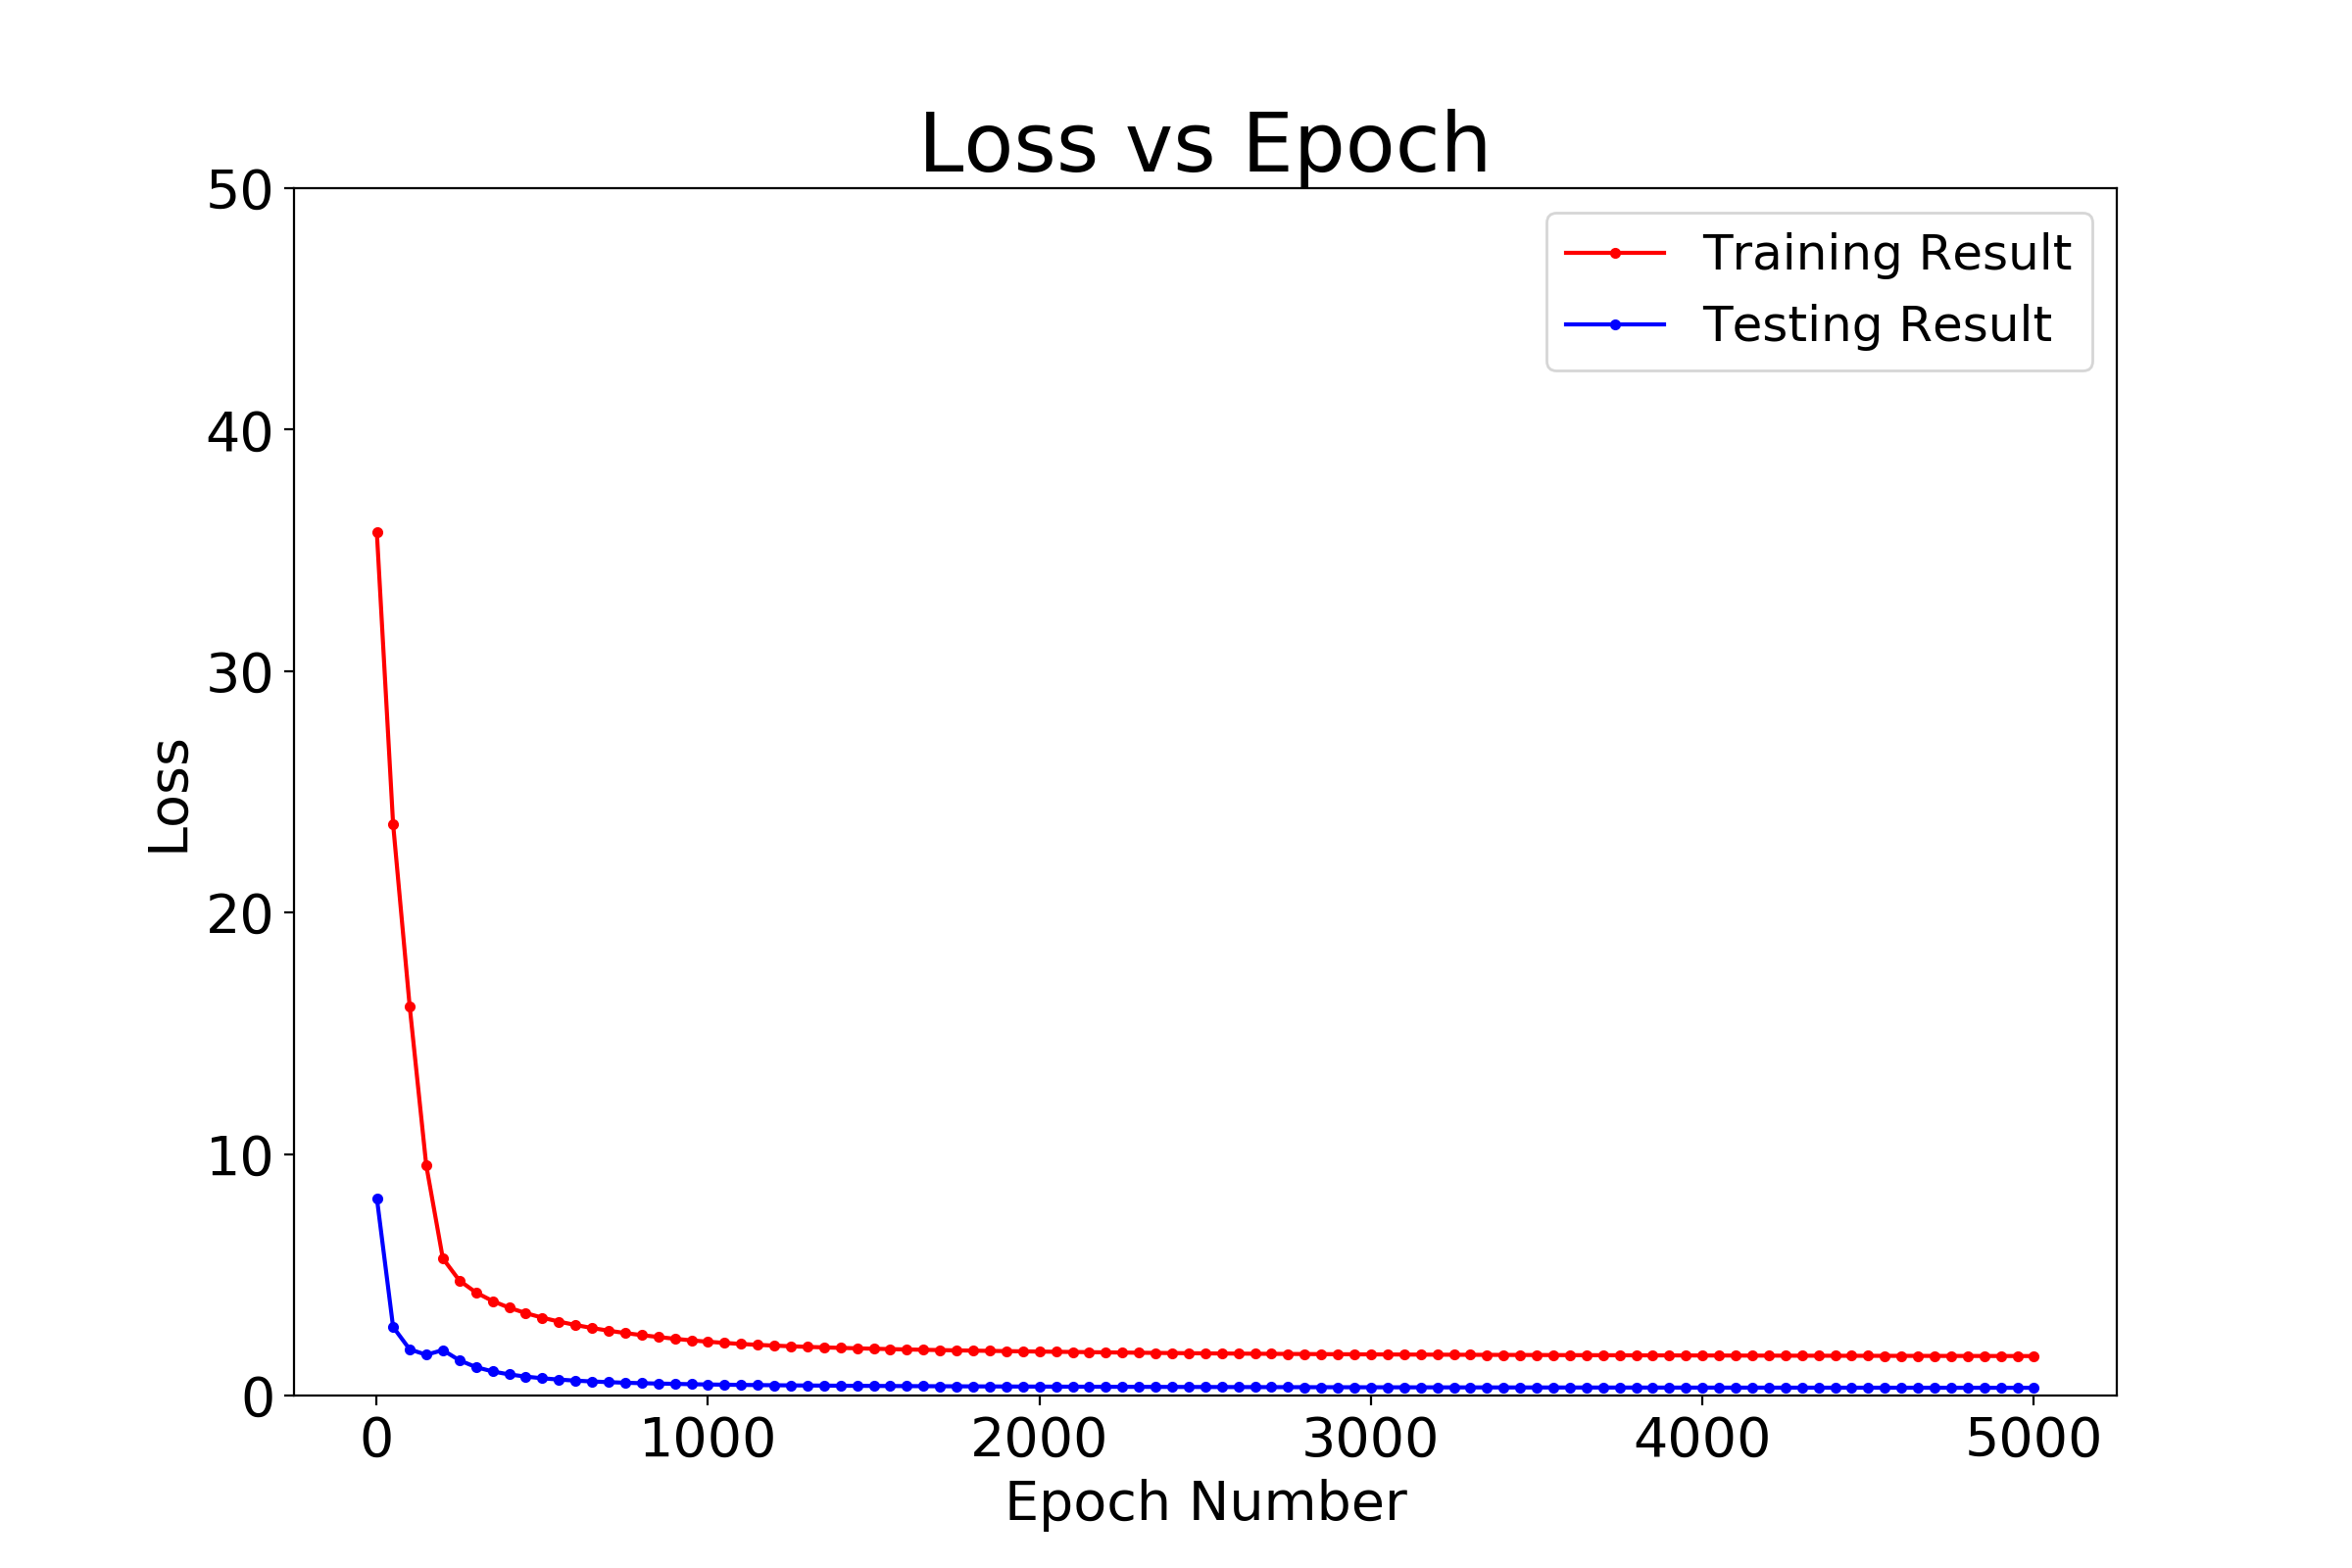 Loss vs Epoch
50
40
30
20
10
0
Loss
Training Result
Testing Result
0 1000 2000 3000 4000 5000
Epoch Number